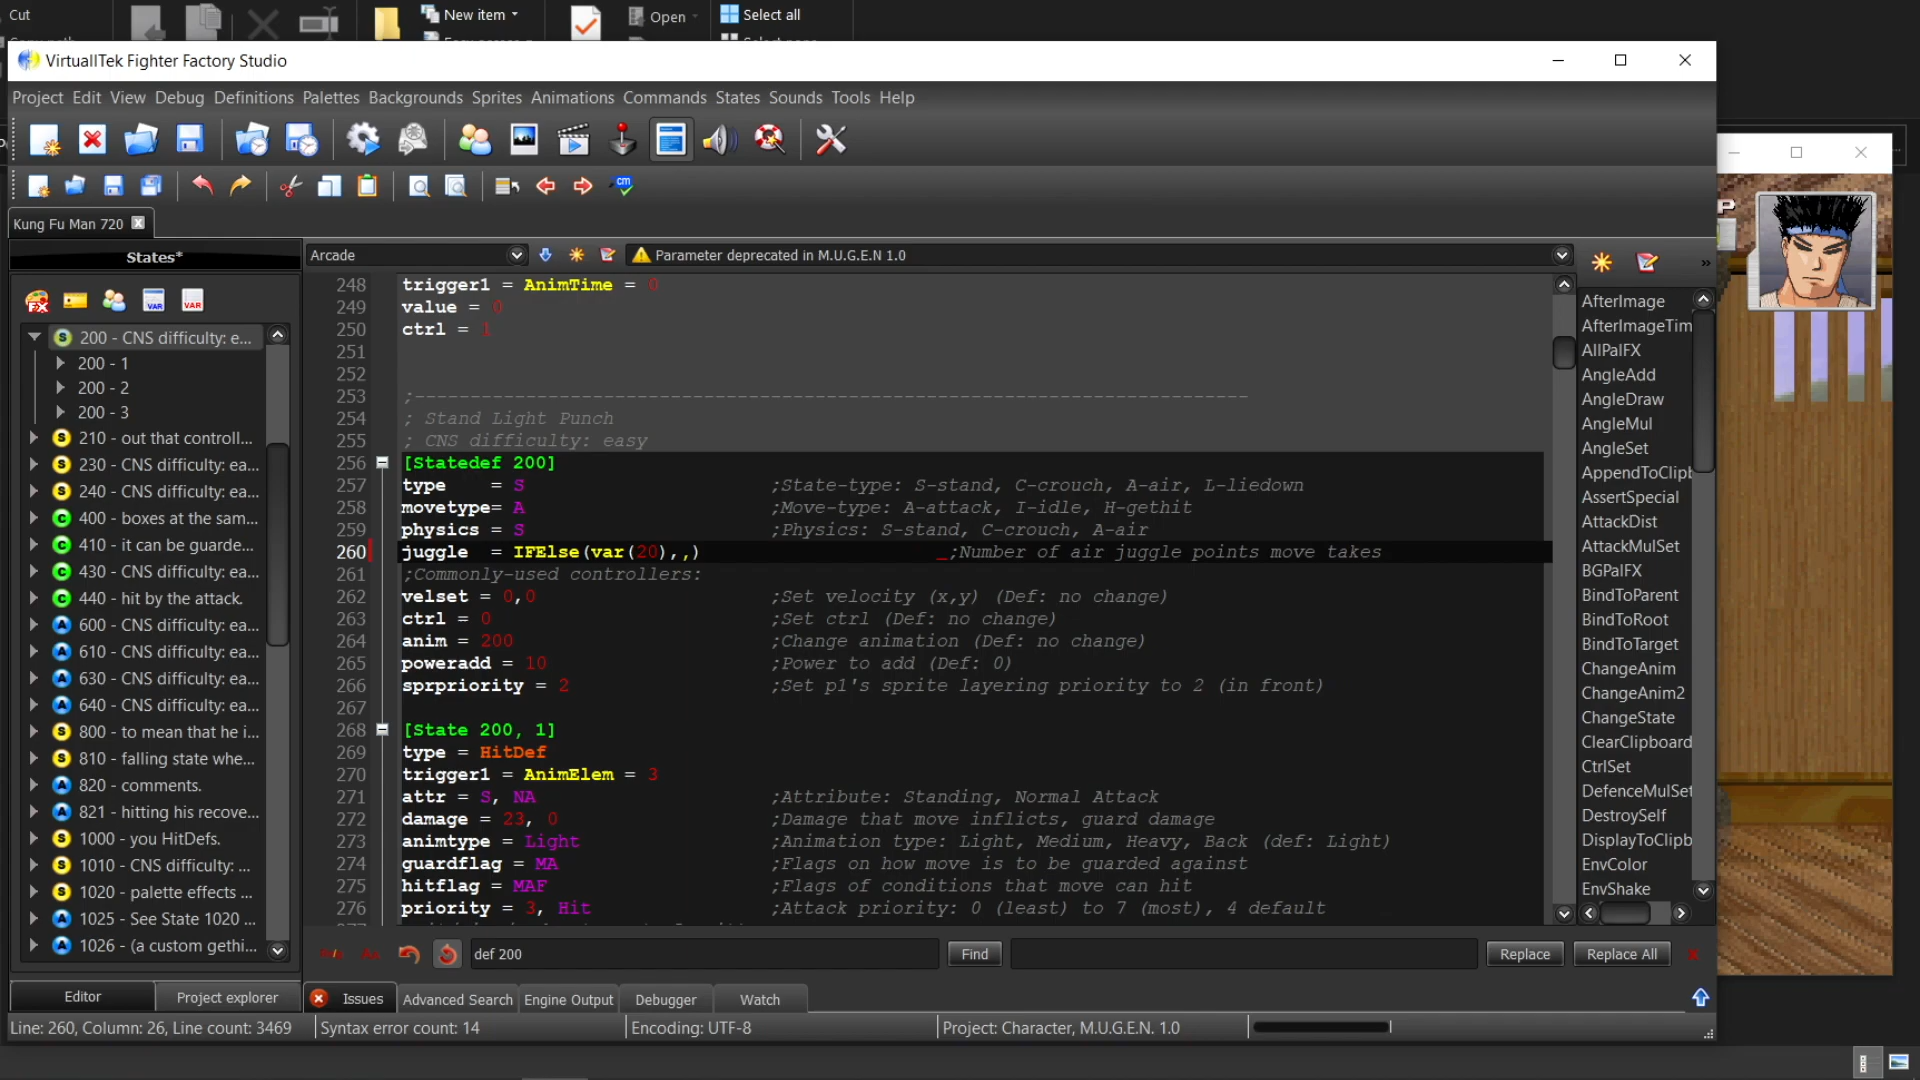 Cut
New item
Open
Select all
VirtuallTek Fighter Factory Studio
Project Edit View Debug Definitions Palettes Backgrounds Sprites Animations Commands States Sounds Tools Help
cm
Kung Fu Man 720
P
States*
Arcade
Parameter deprecated in M.U.G.E.N 1.0
FX
VAR
VAR
200 - CNS difficulty: e...
200 - 1
200 - 2
200 - 3
210 - out that controll...
230 - CNS difficulty: ea...
240 - CNS difficulty: ea...
400 - boxes at the sam...
410 - it can be guarde...
430 - CNS difficulty: ea...
440 - hit by the attack.
600 - CNS difficulty: ea...
610 - CNS difficulty: ea...
630 - CNS difficulty: ea...
640 - CNS difficulty: ea...
800 - to mean that he i...
810 - falling state whe...
820 - comments.
821 - hitting his recove...
1000 - you HitDefs.
1010 - CNS difficulty: ...
1020 - palette effects ...
1025 - See State 1020 ...
1026 - (a custom gethi...
248 trigger1 = AnimTime = 0
249 value = 0
250 ctrl = 1
251
252
253 ;---------------------------------------------------------------------------
254 ; Stand Light Punch
255 ; CNS difficulty: easy
256 [Statedef 200]
257 type    = S                      ;State-type: S-stand, C-crouch, A-air, L-liedown
258 movetype= A                      ;Move-type: A-attack, I-idle, H-gethit
259 physics = S                      ;Physics: S-stand, C-crouch, A-air
260 juggle  = IFElse(var(20),,)                      _;Number of air juggle points move takes
261 ;Commonly-used controllers:
262 velset = 0,0                     ;Set velocity (x,y) (Def: no change)
263 ctrl = 0                         ;Set ctrl (Def: no change)
264 anim = 200                       ;Change animation (Def: no change)
265 poweradd = 10                    ;Power to add (Def: 0)
266 sprpriority = 2                  ;Set p1's sprite layering priority to 2 (in front)
267
268 [State 200, 1]
269 type = HitDef
270 trigger1 = AnimElem = 3
271 attr = S, NA                     ;Attribute: Standing, Normal Attack
272 damage = 23, 0                   ;Damage that move inflicts, guard damage
273 animtype = Light                 ;Animation type: Light, Medium, Heavy, Back (def: Light)
274 guardflag = MA                   ;Flags on how move is to be guarded against
275 hitflag = MAF                    ;Flags of conditions that move can hit
276 priority = 3, Hit                ;Attack priority: 0 (least) to 7 (most), 4 default
AfterImage
AfterImageTim
AllPalFX
AngleAdd
AngleDraw
AngleMul
AngleSet
AppendToClipb
AssertSpecial
AttackDist
AttackMulSet
BGPalFX
BindToParent
BindToRoot
BindToTarget
ChangeAnim
ChangeAnim2
ChangeState
ClearClipboard
CtrlSet
DefenceMulSet
DestroySelf
DisplayToClipb
EnvColor
EnvShake
def 200
Find
Replace
Replace All
Editor
Project explorer
Issues
Advanced Search
Engine Output
Debugger
Watch
Line: 260, Column: 26, Line count: 3469
Syntax error count: 14
Encoding: UTF-8
Project: Character, M.U.G.E.N. 1.0